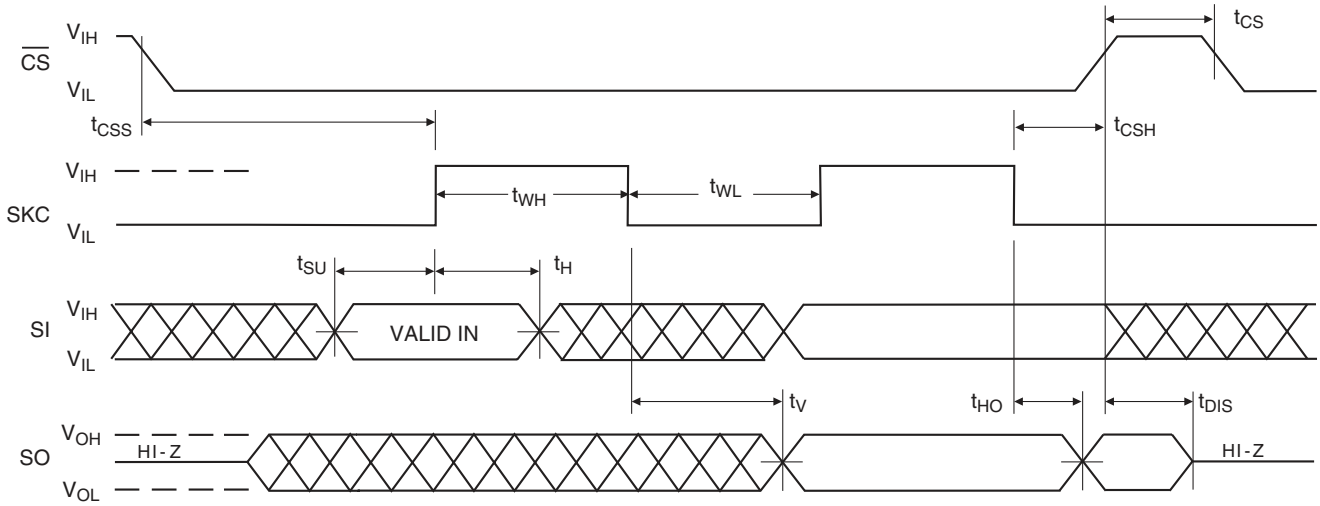 V_IH t_CS
CS
V_IL
t_CSS t_CSH
V_IH
t_WH t_WL
SKC
V_IL
t_SU t_H
V_IH
SI VALID IN
V_IL
t_V t_HO t_DIS
V_OH
SO HI-Z HI-Z
V_OL